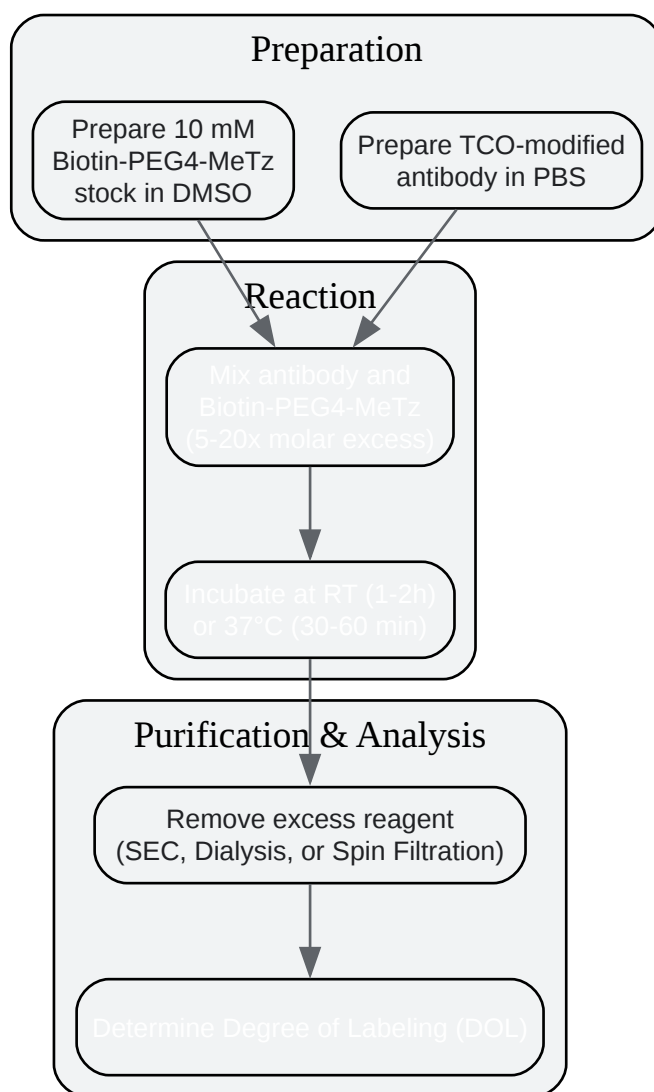 Preparation
Prepare 10 mM
Biotin-PEG4-MeTz
stock in DMSO
Prepare TCO-modified
antibody in PBS
Reaction
Mix antibody and
Biotin-PEG4-MeTz
(5-20x molar excess)
Incubate at RT (1-2h)
or 37°C (30-60 min)
Purification & Analysis
Remove excess reagent
(SEC, Dialysis, or Spin Filtration)
Determine Degree of Labeling (DOL)